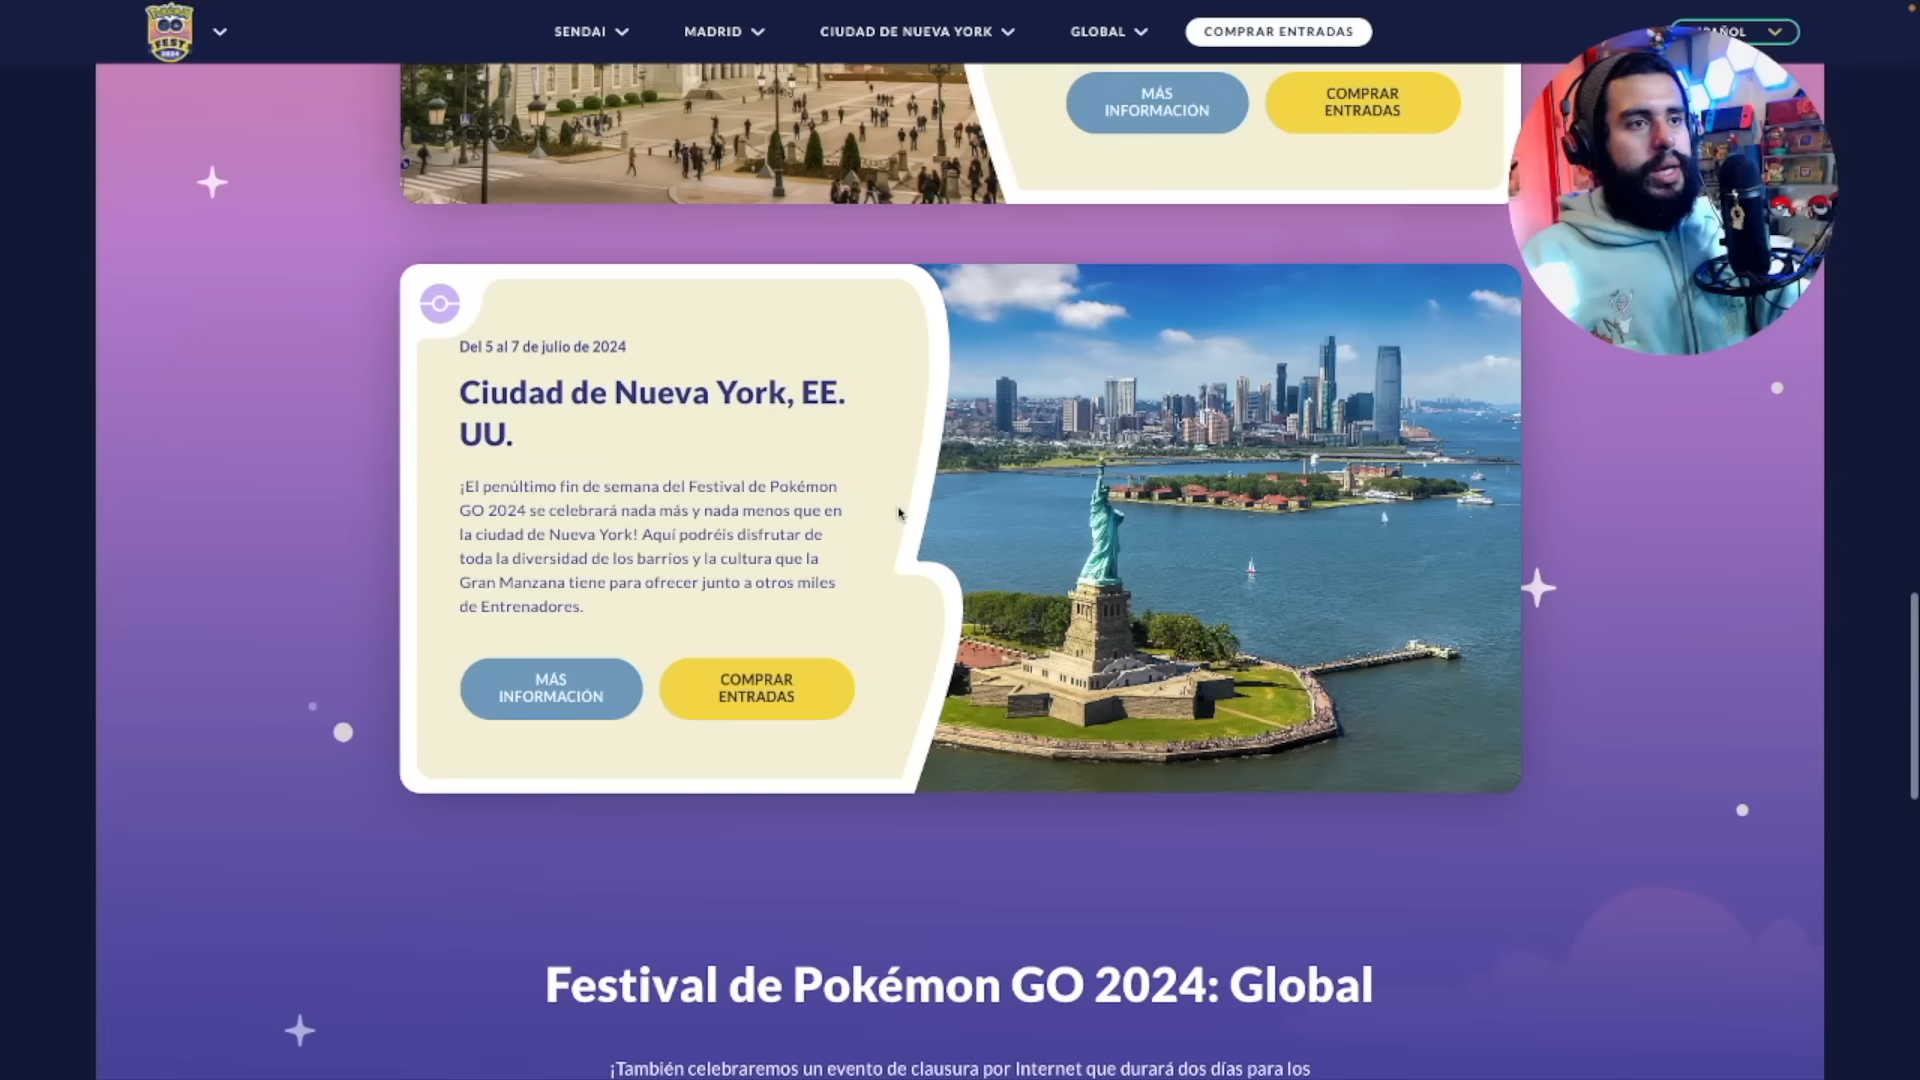 Pokémon
GO
FEST
2024
SENDAI
MADRID
CIUDAD DE NUEVA YORK
GLOBAL
COMPRAR ENTRADAS
MÁS
INFORMACIÓN
COMPRAR
ENTRADAS
Del 5 al 7 de julio de 2024
Ciudad de Nueva York, EE.
UU.
¡El penúltimo fin de semana del Festival de Pokémon
GO 2024 se celebrará nada más y nada menos que en
la ciudad de Nueva York! Aquí podréis disfrutar de
toda la diversidad de los barrios y la cultura que la
Gran Manzana tiene para ofrecer junto a otros miles
de Entrenadores.
MÁS
INFORMACIÓN
COMPRAR
ENTRADAS
Festival de Pokémon GO 2024: Global
¡También celebraremos un evento de clausura por Internet que durará dos días para los